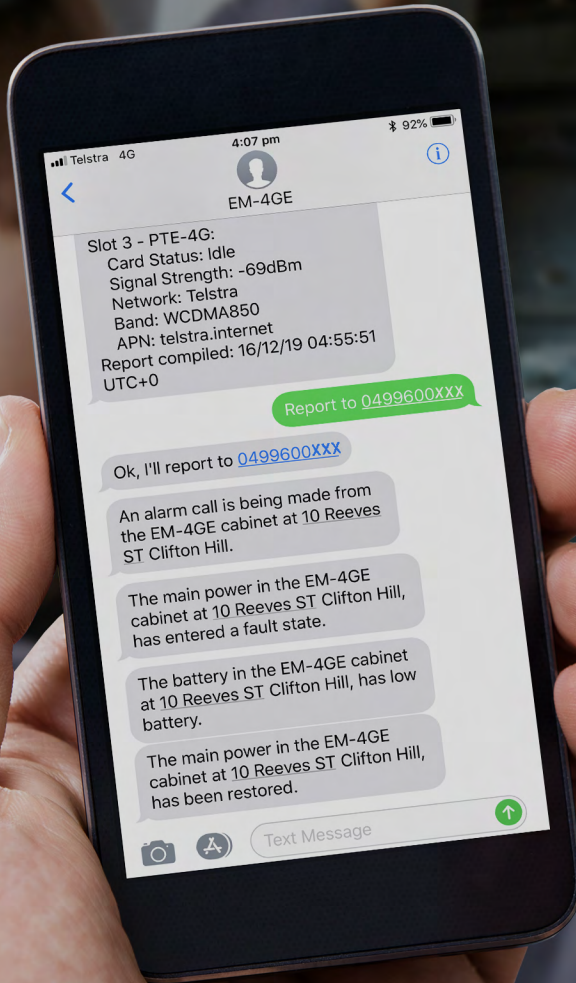 Telstra 4G
4:07 pm
92%
EM-4GE
Slot 3 - PTE-4G:
Card Status: Idle
Signal Strength: -69dBm
Network: Telstra
Band: WCDMA850
APN: telstra.internet
Report compiled: 16/12/19 04:55:51
UTC+0
Report to 0499600XXX
Ok, I'll report to 0499600XXX
An alarm call is being made from
the EM-4GE cabinet at 10 Reeves
ST Clifton Hill.
The main power in the EM-4GE
cabinet at 10 Reeves ST Clifton Hill,
has entered a fault state.
The battery in the EM-4GE cabinet
at 10 Reeves ST Clifton Hill, has low
battery.
The main power in the EM-4GE
cabinet at 10 Reeves ST Clifton Hill,
has been restored.
Text Message